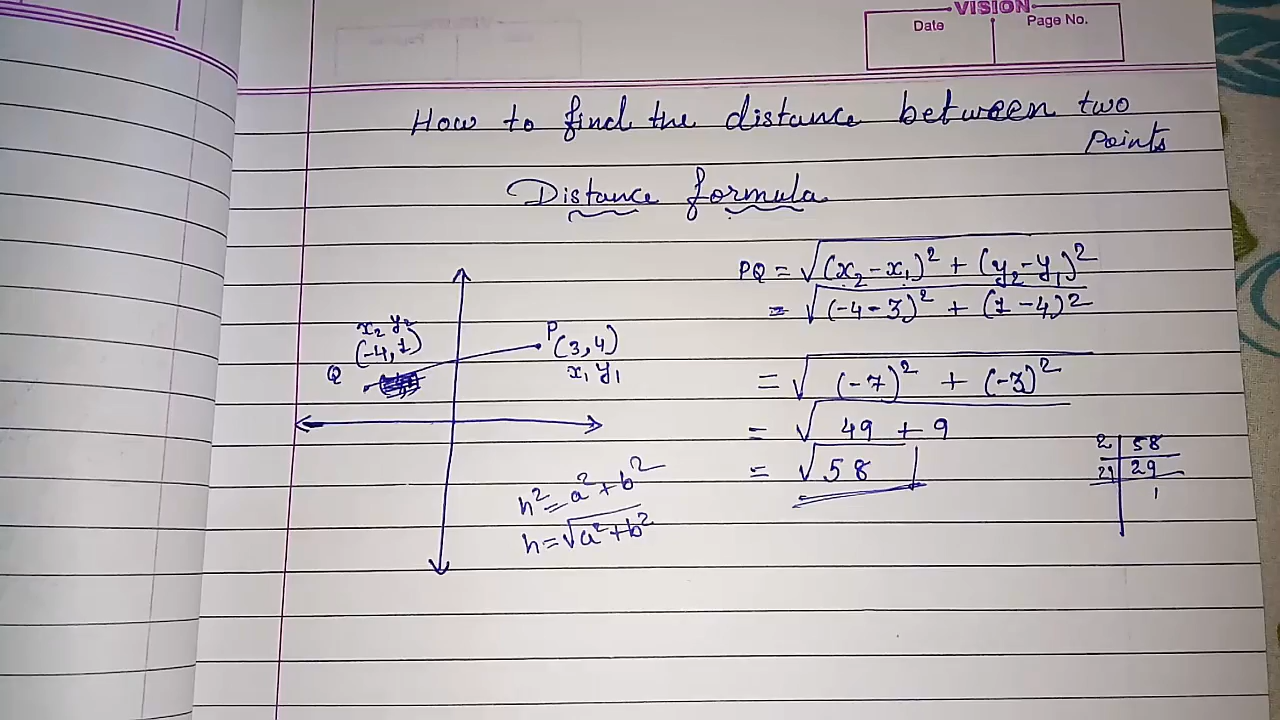 VISION
Date
Page No.
How to find the distance between two
Points
Distance formula
PQ = √(x₂-x₁)² + (y₂-y₁)²
= √(-4-3)² + (1-4)²
x₂ y₂
(-4,1)
Q
P(3,4)
x₁ y₁
= √(-7)² + (-3)²
= √49 + 9
= √58
h² = a² + b²
h = √a² + b²
2 | 58
29 | 29
1